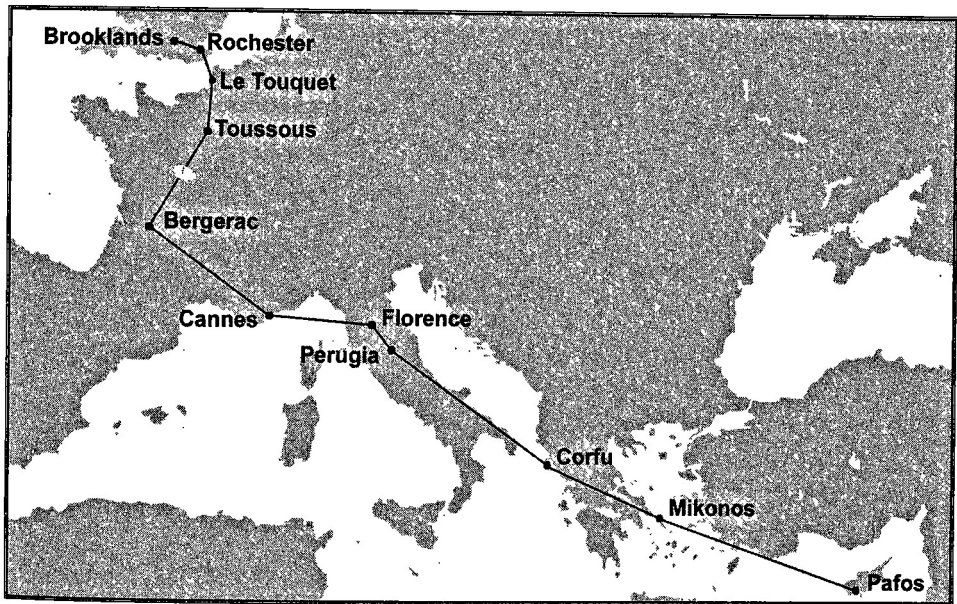 Brooklands
Rochester
Le Touquet
Toussous
Bergerac
Cannes
Florence
Perugia
Corfu
Mikonos
Pafos